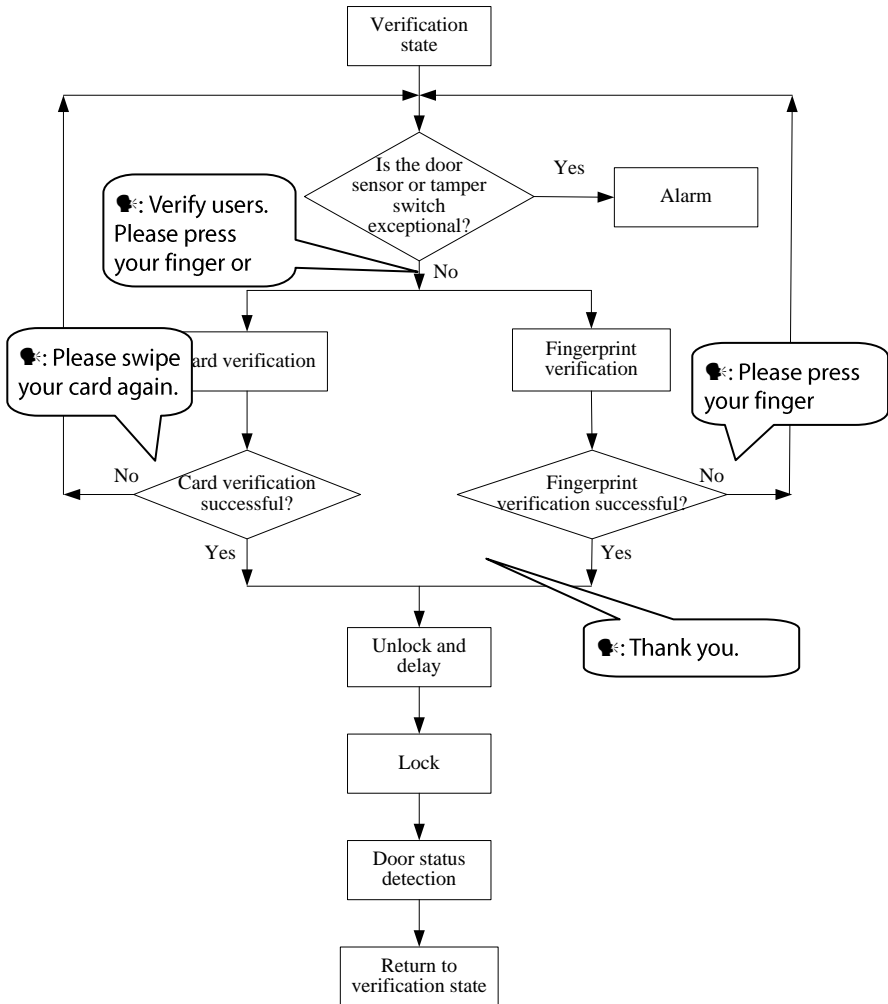 Verification
state
Is the door
sensor or tamper
switch
exceptional?
Yes
Alarm
🗣: Verify users.
Please press
your finger or
No
🗣: Please swipe
your card again.
ard verification
Fingerprint
verification
🗣: Please press
your finger
No
Card verification
successful?
Fingerprint
verification successful?
No
Yes
Yes
🗣: Thank you.
Unlock and
delay
Lock
Door status
detection
Return to
verification state